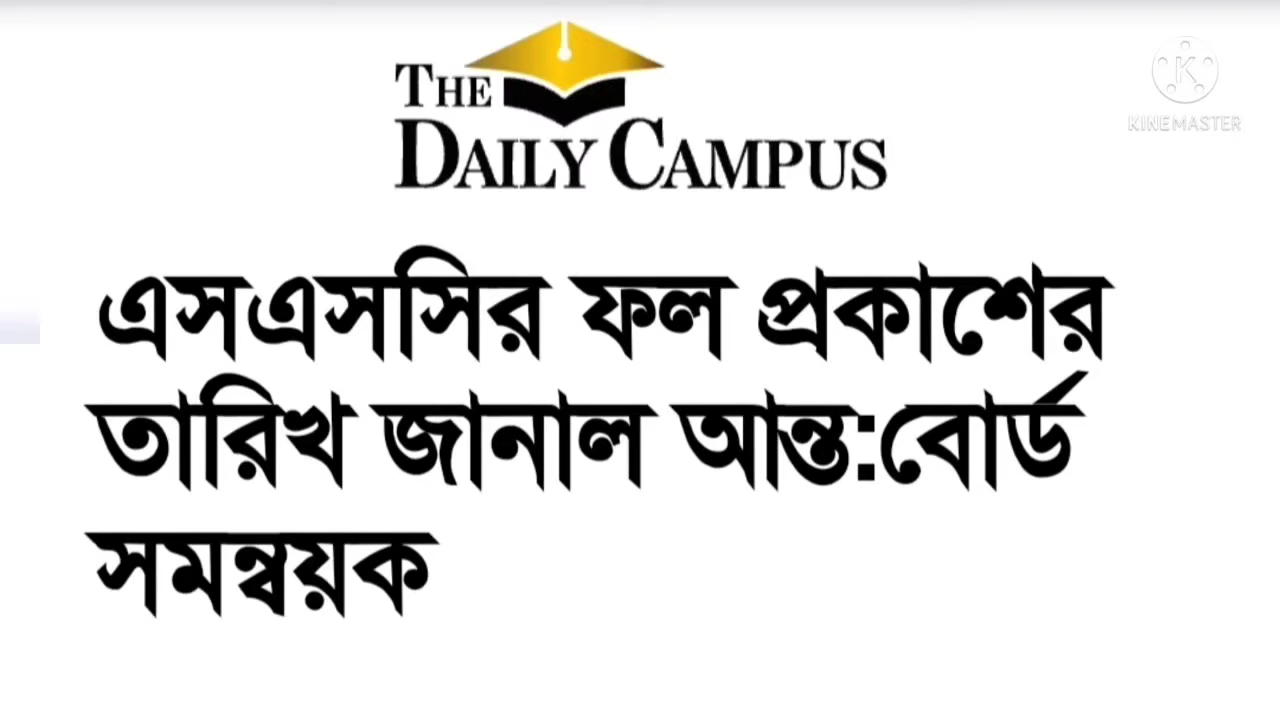 THE
DAILY CAMPUS
KINEMASTER
এসএসসির ফল প্রকাশের
তারিখ জানাল আন্ত:বোর্ড
সমন্বয়ক